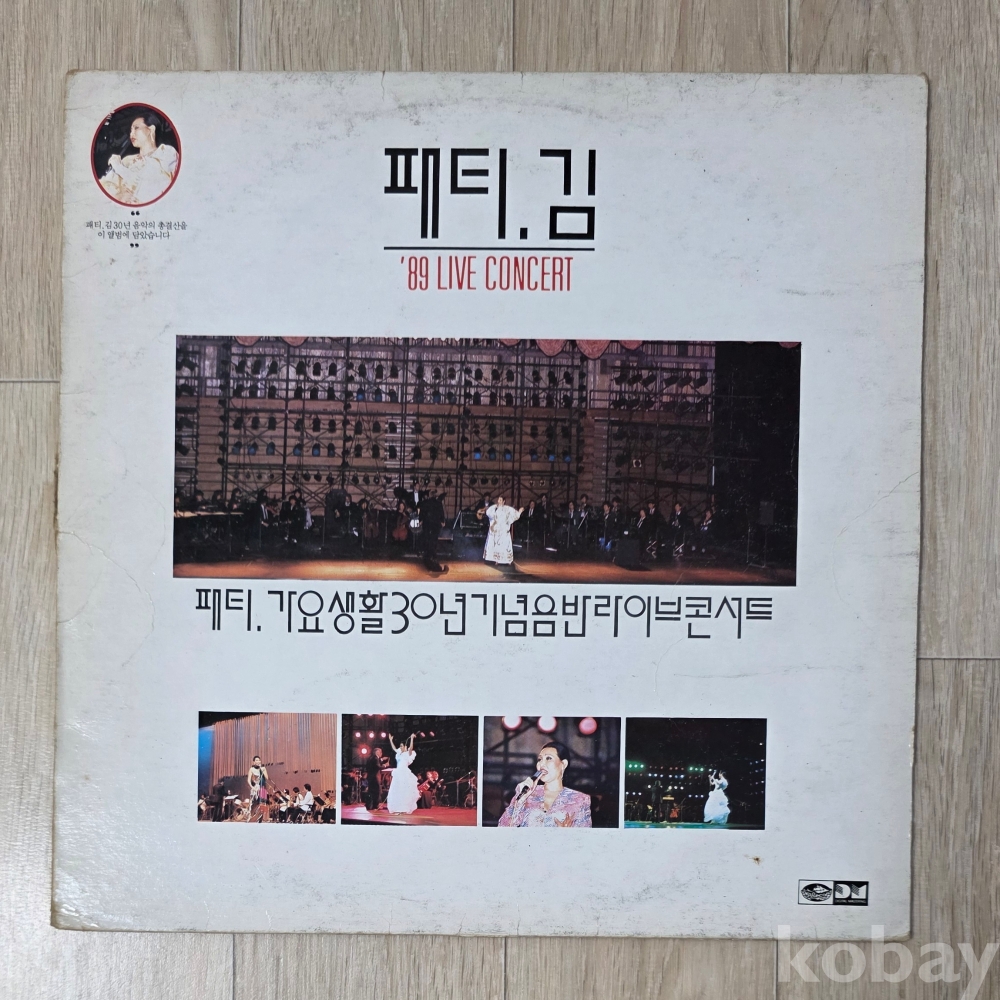 패티.김
'89 LIVE CONCERT
❝
패티.김30년 음악의 총결산을
이 앨범에 담았습니다
❞
패티. 가요생활30년기념음반라이브콘서트
DM
kobay